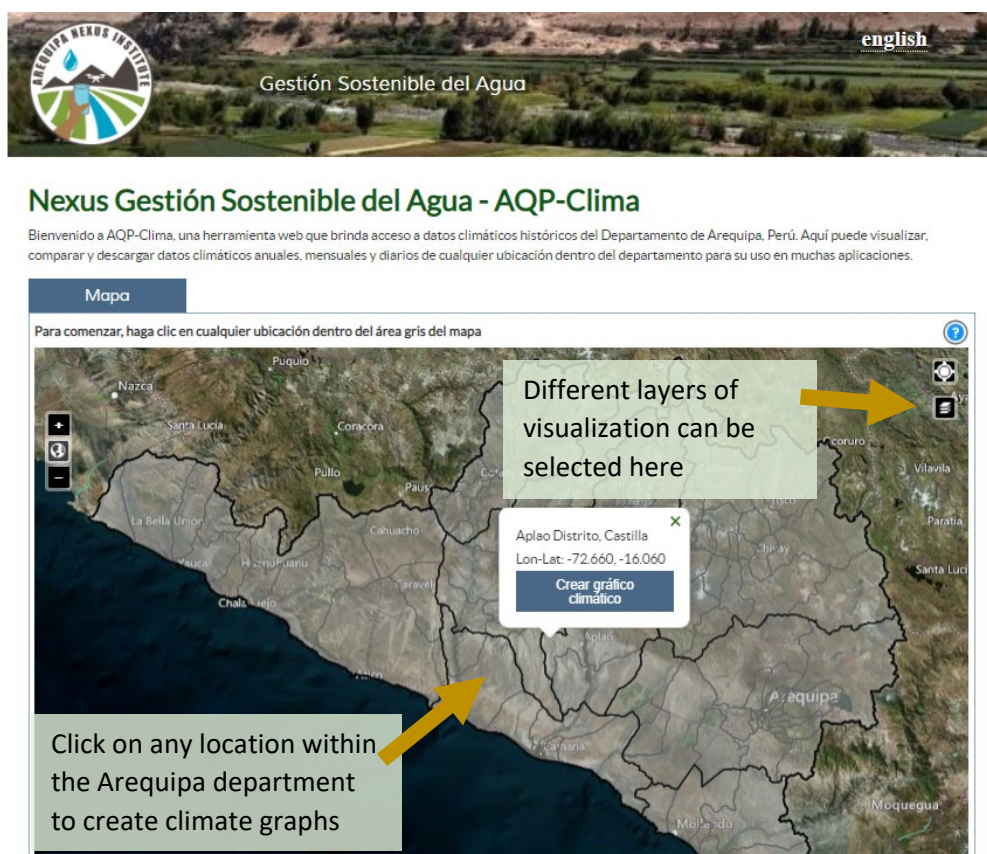 AREQUIPA NEXUS INSTITUTE
english
Gestión Sostenible del Agua
Nexus Gestión Sostenible del Agua - AQP-Clima
Bienvenido a AQP-Clima, una herramienta web que brinda acceso a datos climáticos históricos del Departamento de Arequipa, Perú. Aquí puede visualizar,
comparar y descargar datos climáticos anuales, mensuales y diarios de cualquier ubicación dentro del departamento para su uso en muchas aplicaciones.
Mapa
Para comenzar, haga clic en cualquier ubicación dentro del área gris del mapa
?
Puquio
Nazca
Different layers of
visualization can be
selected here
+
−
Santa Lucia
Coracora
Pullo
Vilavila
La Bella Unión
Cahuacho
Paratia
Aplao Distrito, Castilla
×
Lon-Lat: -72.660, -16.060
Crear gráfico
climático
Chivay
Yauca
Chala Viejo
Aplao
Arequipa
Click on any location within
the Arequipa department
to create climate graphs
Camana
Moquegua
Mollendo